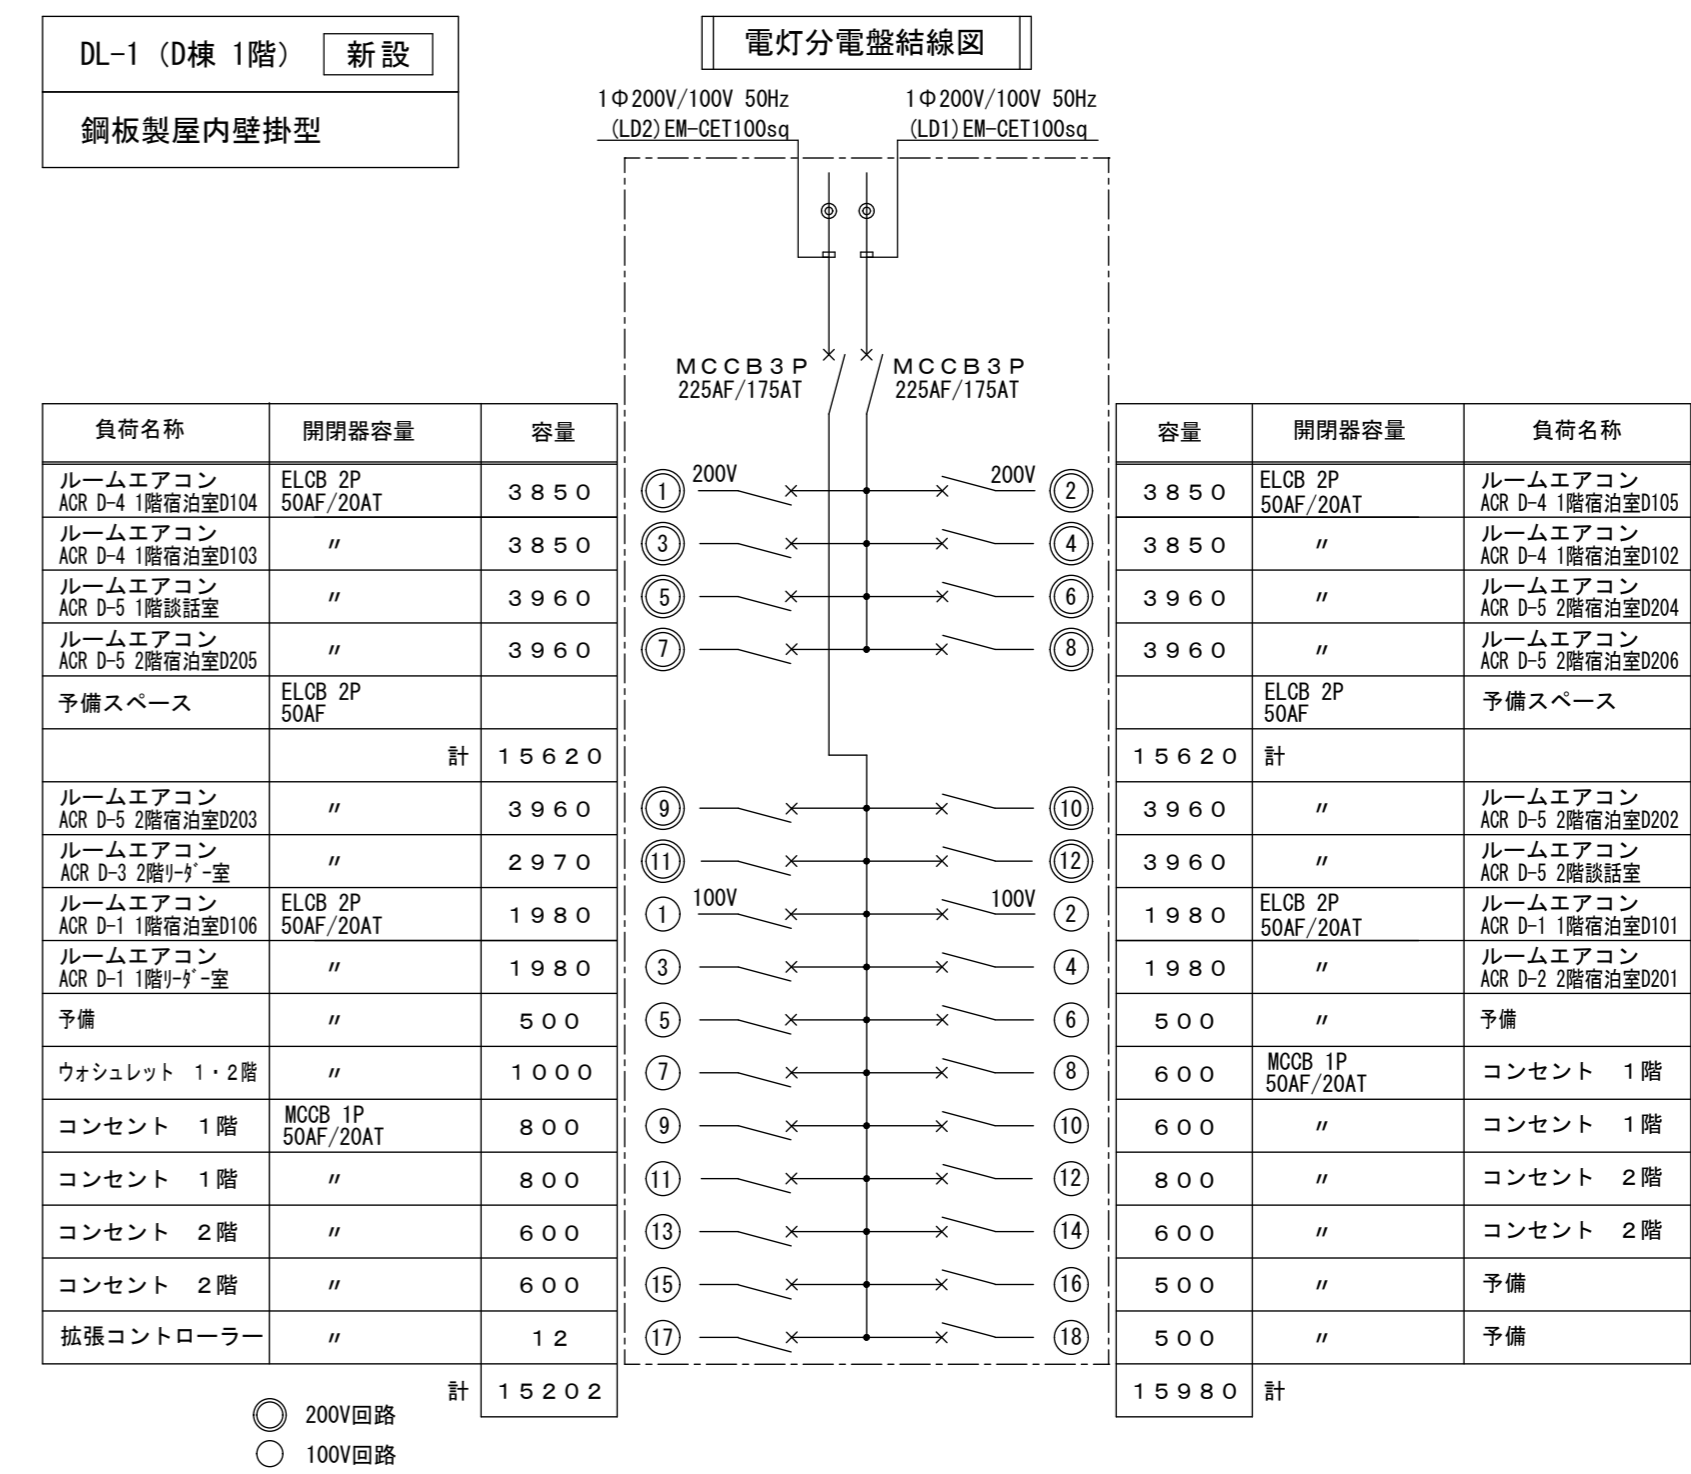 DL-1 (D棟 1階) 新設
鋼板製屋内壁掛型
電灯分電盤結線図
1Φ200V/100V 50Hz
(LD2)EM-CET100sq
1Φ200V/100V 50Hz
(LD1)EM-CET100sq
MCCB3P
225AF/175AT
MCCB3P
225AF/175AT
負荷名称 開閉器容量 容量
容量 開閉器容量 負荷名称
ルームエアコン
ACR D-4 1階宿泊室D104
ELCB 2P
50AF/20AT
3850
1 200V
200V 2
3850
ELCB 2P
50AF/20AT
ルームエアコン
ACR D-4 1階宿泊室D105
ルームエアコン
ACR D-4 1階宿泊室D103
〃 3850 3
4 3850 〃
ルームエアコン
ACR D-4 1階宿泊室D102
ルームエアコン
ACR D-5 1階談話室
〃 3960 5
6 3960 〃
ルームエアコン
ACR D-5 2階宿泊室D204
ルームエアコン
ACR D-5 2階宿泊室D205
〃 3960 7
8 3960 〃
ルームエアコン
ACR D-5 2階宿泊室D206
予備スペース
ELCB 2P
50AF
ELCB 2P
50AF
予備スペース
計 15620
15620 計
ルームエアコン
ACR D-5 2階宿泊室D203
〃 3960 9
10 3960 〃
ルームエアコン
ACR D-5 2階宿泊室D202
ルームエアコン
ACR D-3 2階リーダー室
〃 2970 11
12 3960 〃
ルームエアコン
ACR D-5 2階談話室
ルームエアコン
ACR D-1 1階宿泊室D106
ELCB 2P
50AF/20AT
1980
1 100V
100V 2
1980
ELCB 2P
50AF/20AT
ルームエアコン
ACR D-1 1階宿泊室D101
ルームエアコン
ACR D-1 1階リーダー室
〃 1980 3
4 1980 〃
ルームエアコン
ACR D-2 2階宿泊室D201
予備 〃 500 5
6 500 〃 予備
ウォシュレット 1・2階 〃 1000 7
8 600
MCCB 1P
50AF/20AT
コンセント 1階
コンセント 1階
MCCB 1P
50AF/20AT
800 9
10 600 〃 コンセント 1階
コンセント 1階 〃 800 11
12 800 〃 コンセント 2階
コンセント 2階 〃 600 13
14 600 〃 コンセント 2階
コンセント 2階 〃 600 15
16 500 〃 予備
拡張コントローラー 〃 12 17
18 500 〃 予備
計 15202
15980 計
200V回路
100V回路